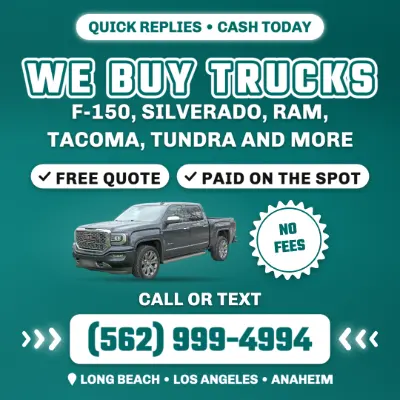 QUICK REPLIES • CASH TODAY
WE BUY TRUCKS
F-150, SILVERADO, RAM,
TACOMA, TUNDRA AND MORE
✓ FREE QUOTE ✓ PAID ON THE SPOT
NO
FEES
CALL OR TEXT
(562) 999-4994
LONG BEACH • LOS ANGELES • ANAHEIM